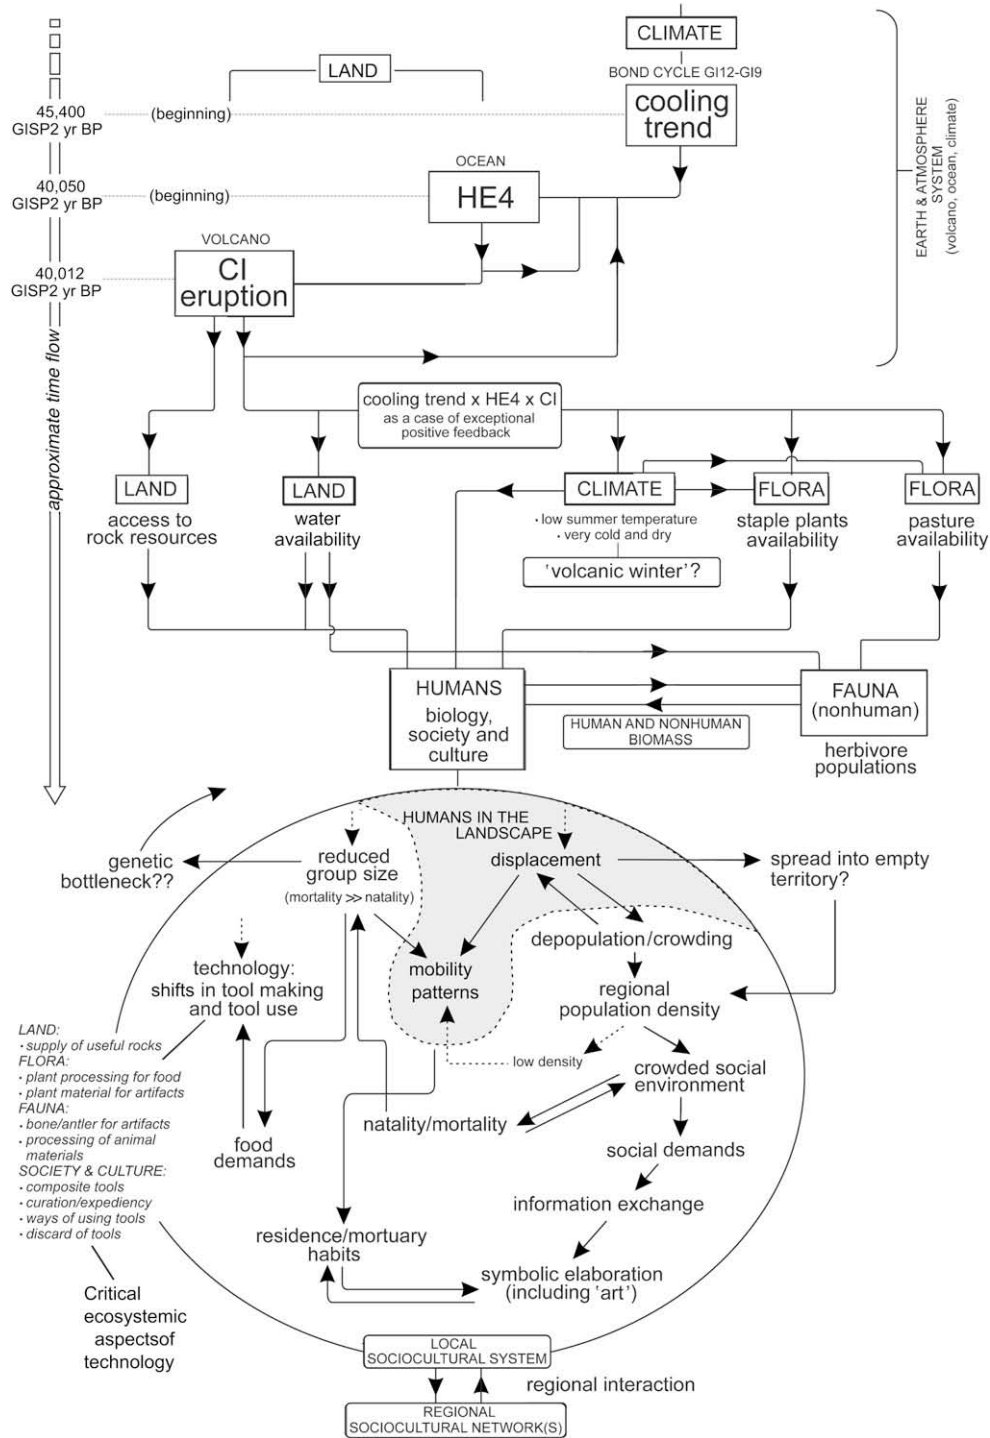 CLIMATE
BOND CYCLE GI12-GI9
LAND
cooling
trend
45,400
GISP2 yr BP
(beginning)
OCEAN
HE4
40,050
GISP2 yr BP
(beginning)
VOLCANO
CI
eruption
40,012
GISP2 yr BP
EARTH & ATMOSPHERE
SYSTEM
(volcano, ocean, climate)
approximate time flow
cooling trend x HE4 x CI
as a case of exceptional
positive feedback
LAND
access to
rock resources
LAND
water
availability
CLIMATE
· low summer temperature
· very cold and dry
'volcanic winter'?
FLORA
staple plants
availability
FLORA
pasture
availability
HUMANS
biology,
society and
culture
HUMAN AND NONHUMAN
BIOMASS
FAUNA
(nonhuman)
herbivore
populations
HUMANS IN THE
LANDSCAPE
genetic
bottleneck??
reduced
group size
(mortality >> natality)
displacement
spread into empty
territory?
depopulation/crowding
technology:
shifts in tool making
and tool use
mobility
patterns
regional
population density
low density
crowded social
environment
LAND:
· supply of useful rocks
FLORA:
· plant processing for food
· plant material for artifacts
FAUNA:
· bone/antler for artifacts
· processing of animal
materials
SOCIETY & CULTURE:
· composite tools
· curation/expediency
· ways of using tools
· discard of tools
food
demands
natality/mortality
social demands
information exchange
residence/mortuary
habits
symbolic elaboration
(including 'art')
Critical
ecosystemic
aspectsof
technology
LOCAL
SOCIOCULTURAL SYSTEM
regional interaction
REGIONAL
SOCIOCULTURAL NETWORK(S)